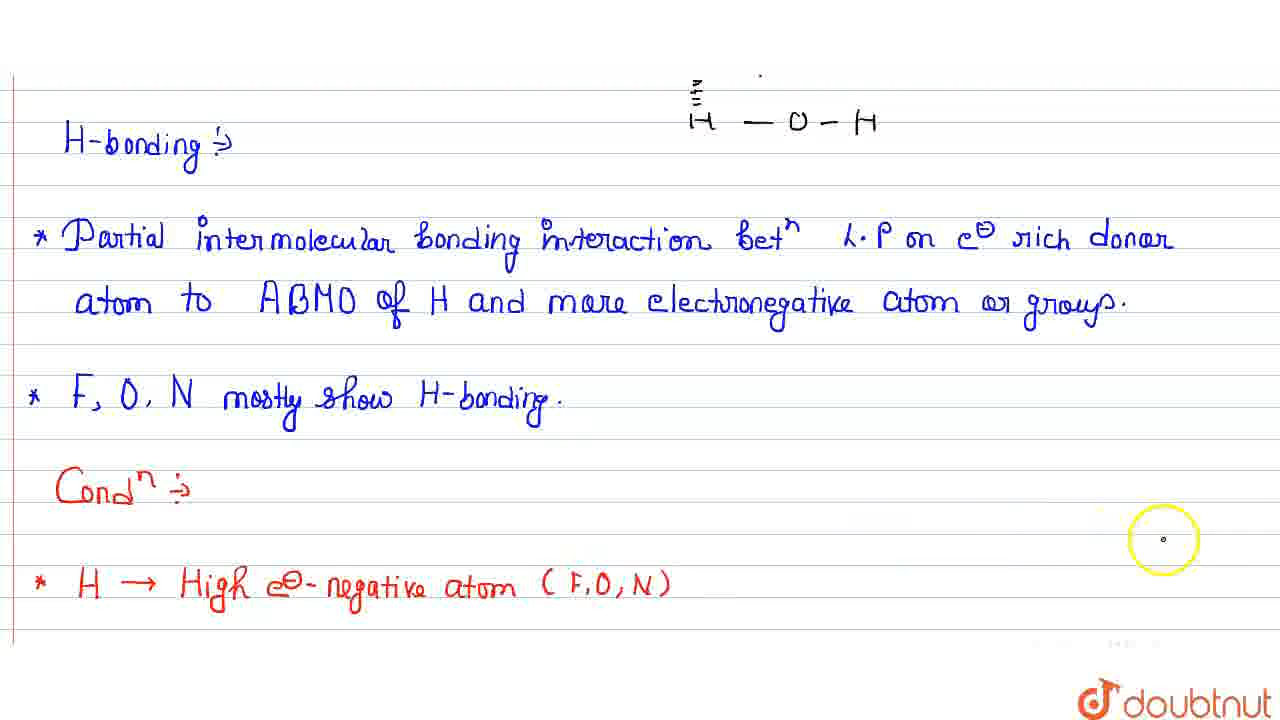 H — O — H
H-bonding :->
* Partial intermolecular bonding interaction betⁿ L.P on e⊖ rich donor
atom to ABMO of H and more electronegative atom or groups.
* F, O, N mostly show H-bonding.
Condⁿ :->
* H → High e⊖-negative atom (F, O, N)
doubtnut